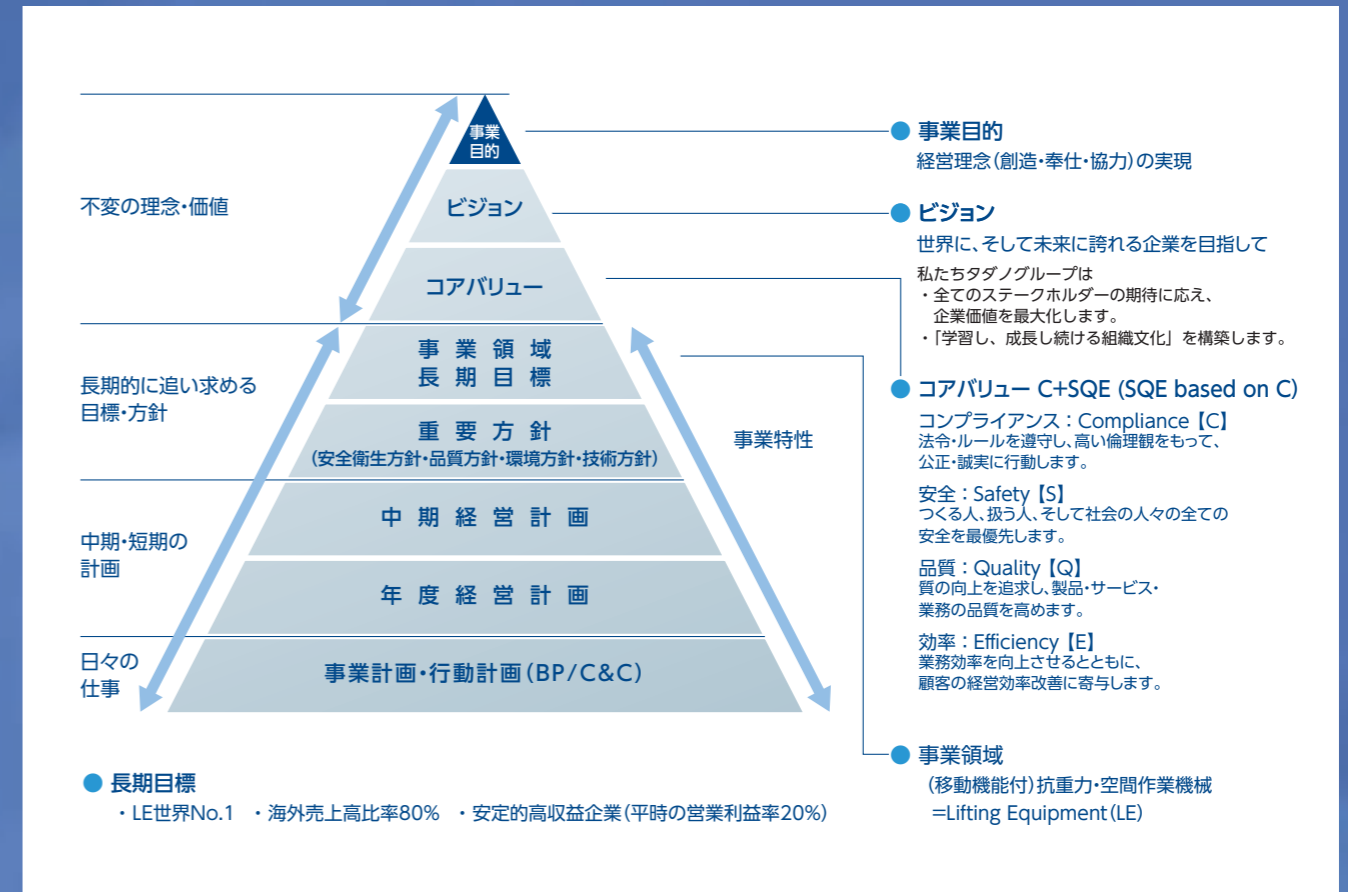 事業
目的
ビジョン
コアバリュー
事業領域
長期目標
重要方針
(安全衛生方針・品質方針・環境方針・技術方針)
中期経営計画
年度経営計画
事業計画・行動計画(BP/C&C)
不変の理念・価値
長期的に追い求める
目標・方針
中期・短期の
計画
日々の
仕事
事業特性
● 事業目的
経営理念(創造・奉仕・協力)の実現
● ビジョン
世界に、そして未来に誇れる企業を目指して
私たちタダノグループは
・全てのステークホルダーの期待に応え、
企業価値を最大化します。
・「学習し、成長し続ける組織文化」を構築します。
● コアバリュー C+SQE (SQE based on C)
コンプライアンス：Compliance【C】
法令・ルールを遵守し、高い倫理観をもって、
公正・誠実に行動します。
安全：Safety【S】
つくる人、扱う人、そして社会の人々の全ての
安全を最優先します。
品質：Quality【Q】
質の向上を追求し、製品・サービス・
業務の品質を高めます。
効率：Efficiency【E】
業務効率を向上させるとともに、
顧客の経営効率改善に寄与します。
● 事業領域
(移動機能付)抗重力・空間作業機械
=Lifting Equipment(LE)
● 長期目標
・LE世界No.1 ・海外売上高比率80% ・安定的高収益企業(平時の営業利益率20%)